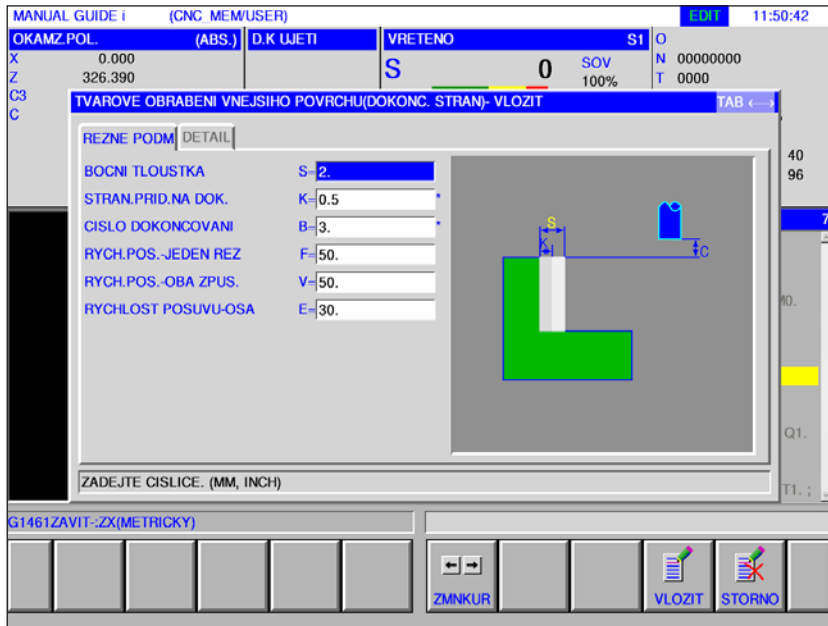 MANUAL GUIDE i (CNC_MEM/USER) EDIT 11:50:42
OKAMZ.POL. (ABS.) D.K UJETI VRETENO S1 O
X 0.000 S 0 SOV N 00000000
Z 326.390 100% T 0000
C3
C
TVAROVE OBRABENI VNEJSIHO POVRCHU(DOKONC. STRAN)- VLOZIT TAB ←→
REZNE PODM DETAIL
BOCNI TLOUSTKA S=2.
STRAN.PRID.NA DOK. K=0.5 *
CISLO DOKONCOVANI B=3. *
RYCH.POS.-JEDEN REZ F=50.
RYCH.POS.-OBA ZPUS. V=50.
RYCHLOST POSUVU-OSA E=30.
S
K
C
40
96
7
M0.
Q1.
T1. ;
ZADEJTE CISLICE. (MM, INCH)
G1461ZAVIT-:ZX(METRICKY)
ZMNKUR VLOZIT STORNO